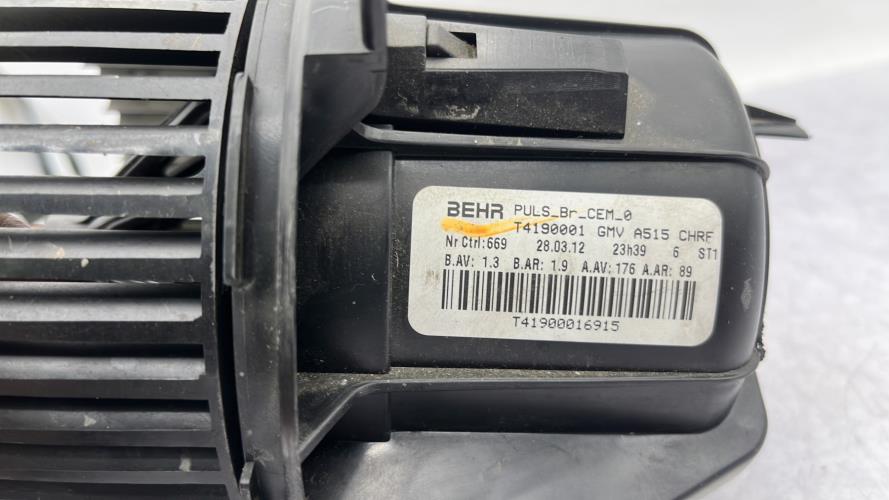 BEHR PULS_Br_CEM_0
T4190001 GMV A515 CHRF
Nr Ctrl:669 28.03.12 23h39 6 ST1
B.AV: 1.3 B.AR: 1.9 A.AV: 176 A.AR: 89
T41900016915